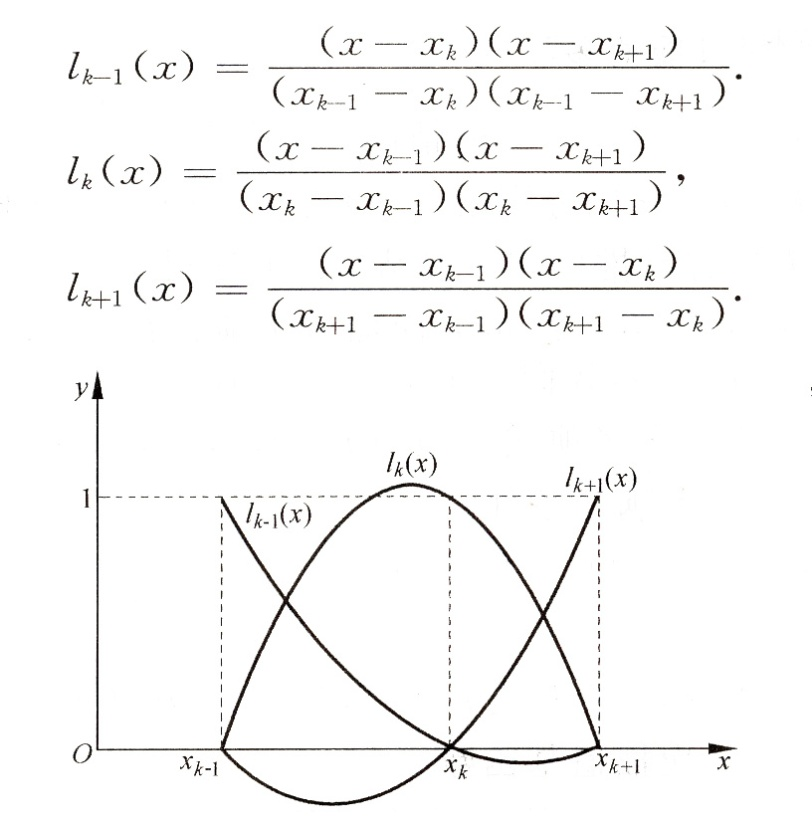 l_{k-1}(x) = \frac{(x - x_k)(x - x_{k+1})}{(x_{k-1} - x_k)(x_{k-1} - x_{k+1})}.
l_k(x) = \frac{(x - x_{k-1})(x - x_{k+1})}{(x_k - x_{k-1})(x_k - x_{k+1})},
l_{k+1}(x) = \frac{(x - x_{k-1})(x - x_k)}{(x_{k+1} - x_{k-1})(x_{k+1} - x_k)}.
y
l_k(x)
l_{k+1}(x)
1
l_{k-1}(x)
O
x_{k-1}
x_k
x_{k+1}
x